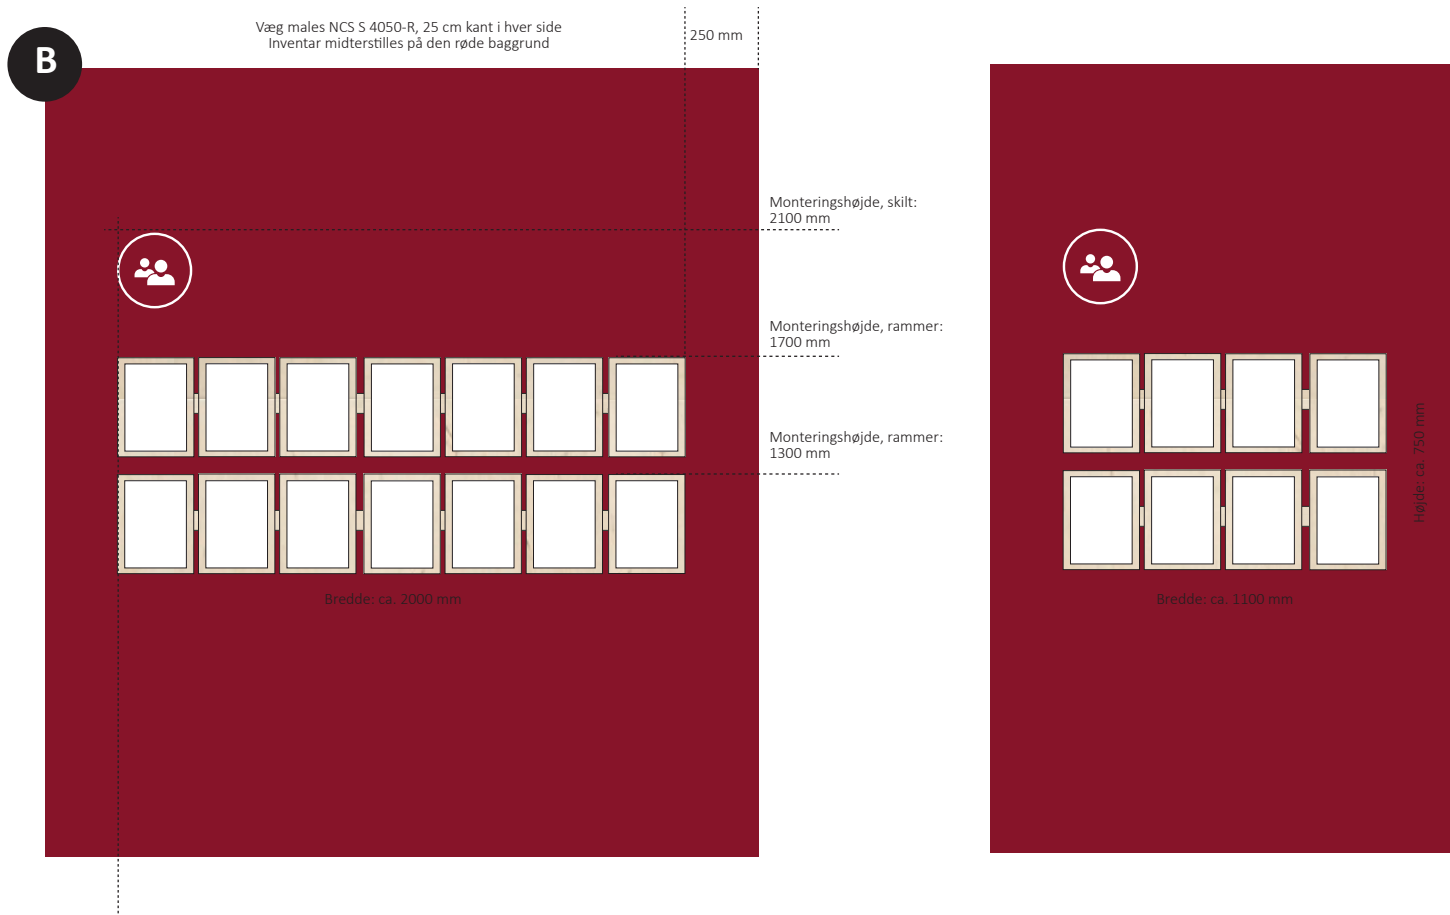 B
Væg males NCS S 4050-R, 25 cm kant i hver side
Inventar midterstilles på den røde baggrund
250 mm
Monteringshøjde, skilt:
2100 mm
Monteringshøjde, rammer:
1700 mm
Monteringshøjde, rammer:
1300 mm
Bredde: ca. 2000 mm
Højde: ca. 750 mm
Bredde: ca. 1100 mm